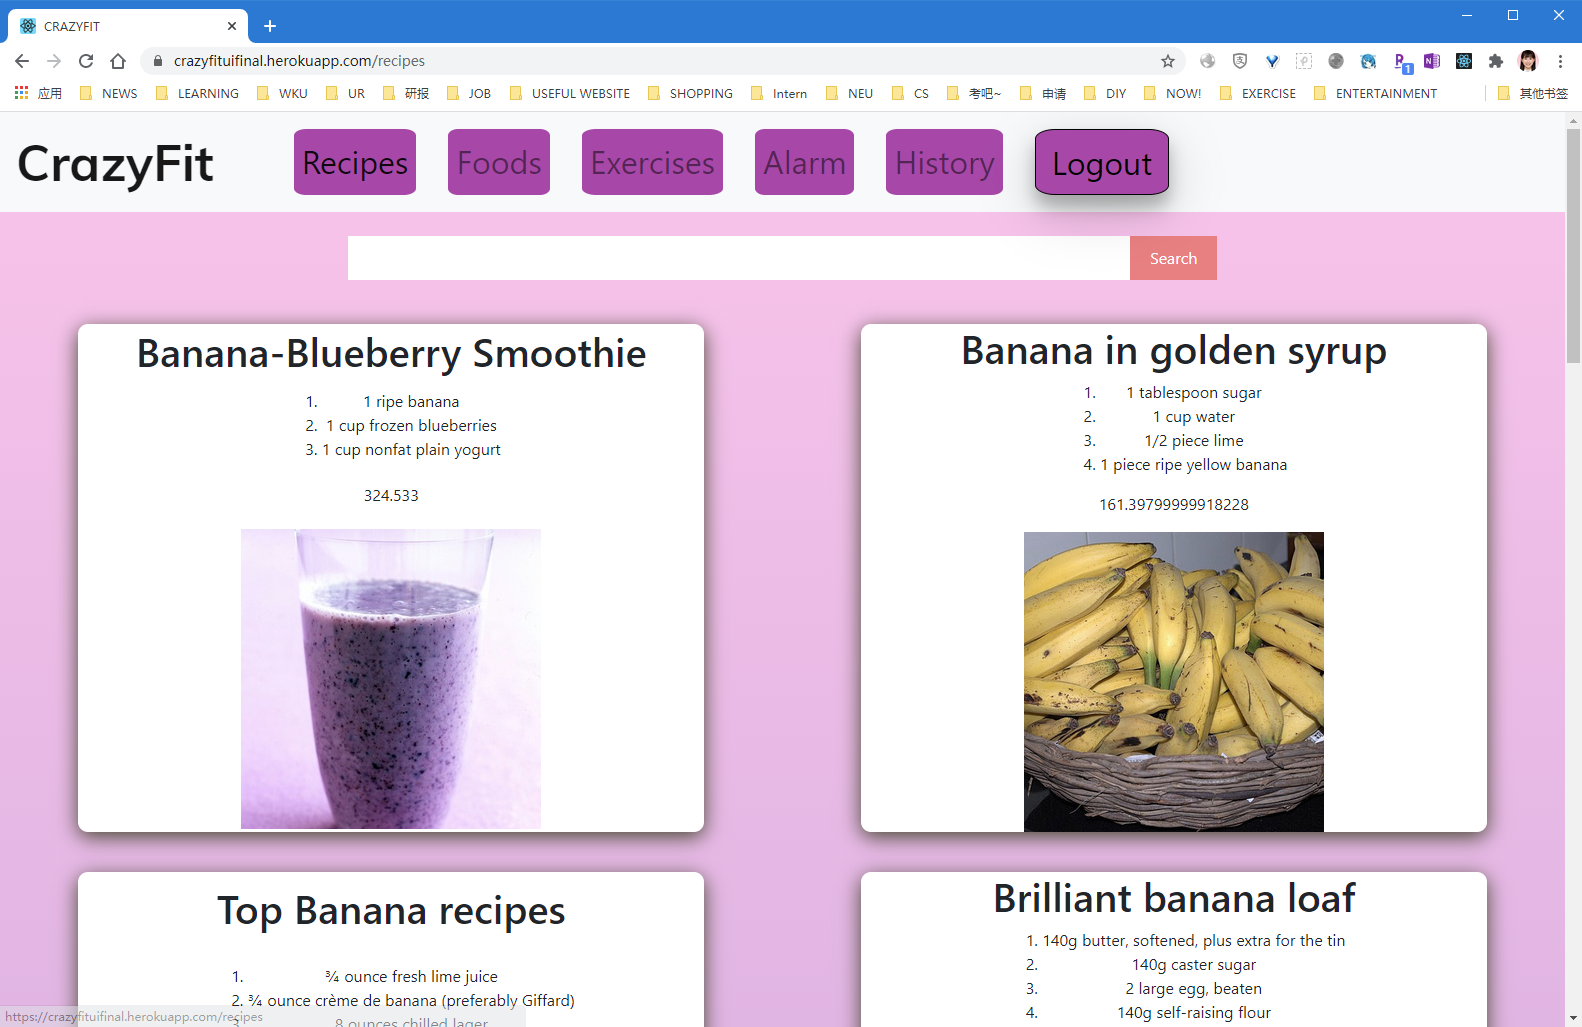 CRAZYFIT
crazyfituifinal.herokuapp.com/recipes
1
应用 NEWS LEARNING WKU UR 研报 JOB USEFUL WEBSITE SHOPPING Intern NEU CS 考吧~ 申请 DIY NOW! EXERCISE ENTERTAINMENT 其他书签
CrazyFit Recipes Foods Exercises Alarm History Logout
Search
Banana-Blueberry Smoothie
1. 1 ripe banana
2. 1 cup frozen blueberries
3. 1 cup nonfat plain yogurt
324.533
Banana in golden syrup
1. 1 tablespoon sugar
2. 1 cup water
3. 1/2 piece lime
4. 1 piece ripe yellow banana
161.39799999918228
Top Banana recipes
1. ¾ ounce fresh lime juice
2. ¾ ounce crème de banana (preferably Giffard)
3. 8 ounces chilled lager
Brilliant banana loaf
1. 140g butter, softened, plus extra for the tin
2. 140g caster sugar
3. 2 large egg, beaten
4. 140g self-raising flour
https://crazyfituifinal.herokuapp.com/recipes